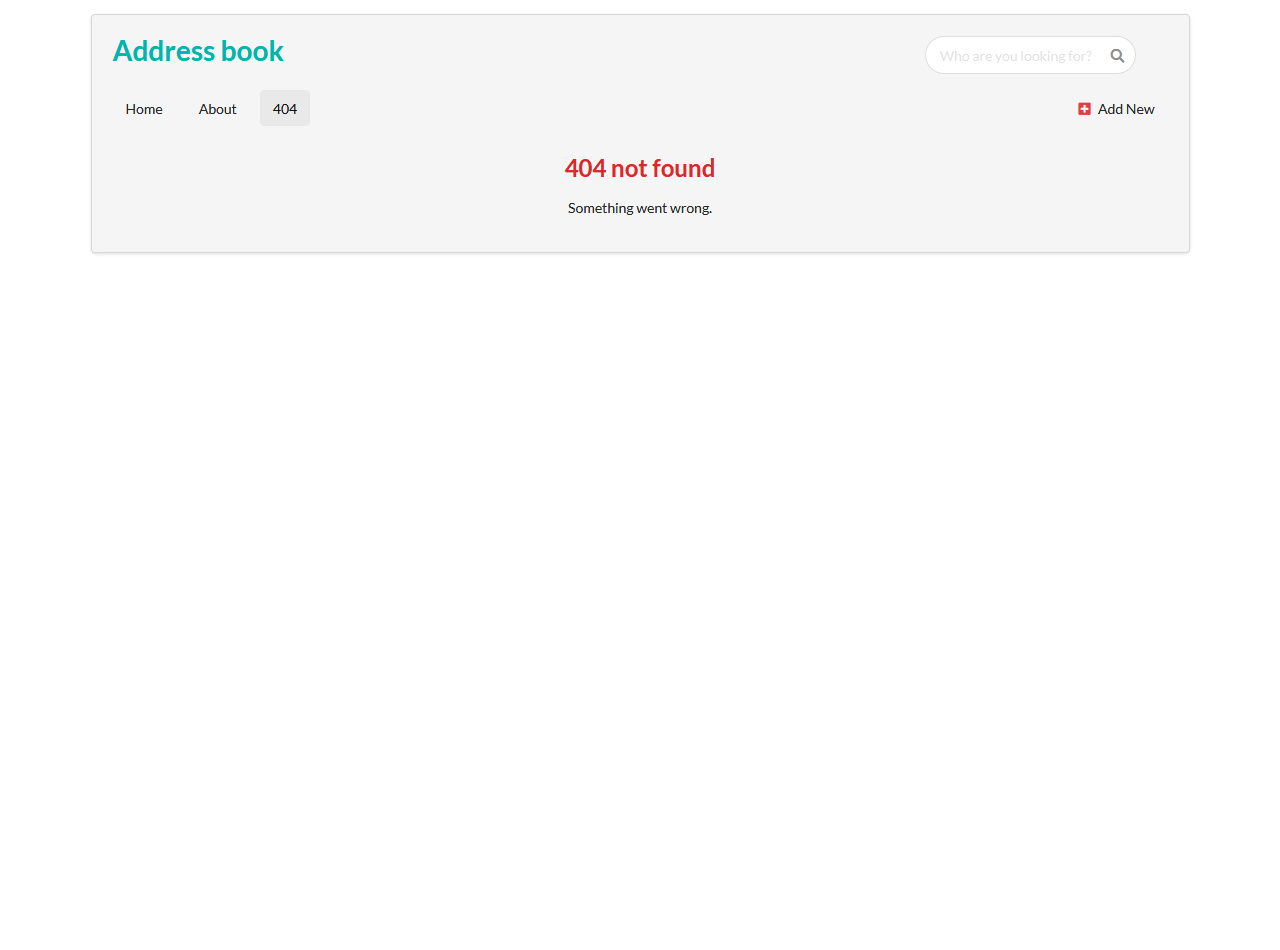 Address book
Who are you looking for?
Home
About
404
Add New
404 not found
Something went wrong.